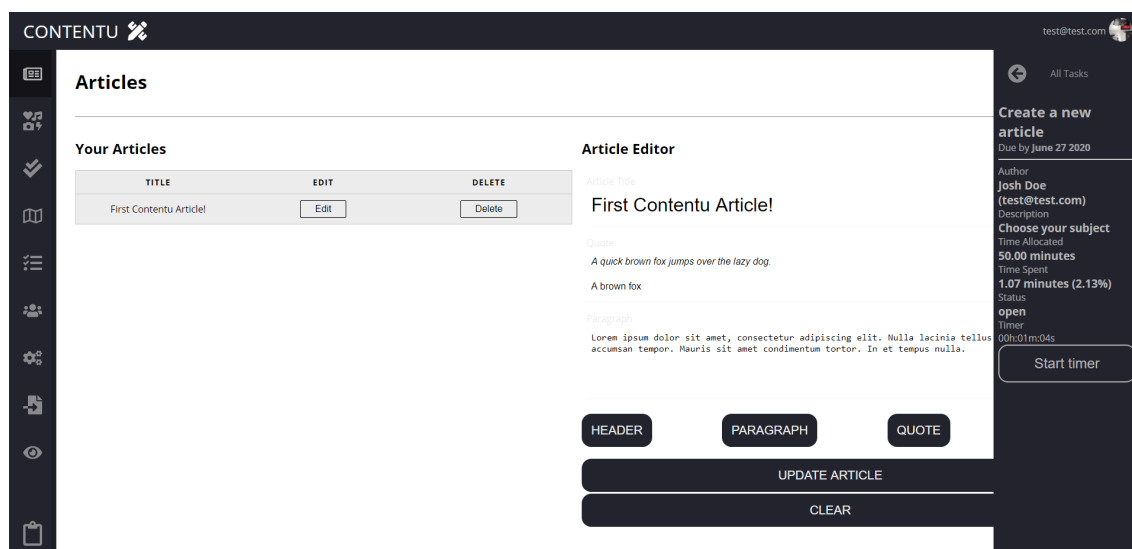 CONTENTU
test@test.com
Articles
Your Articles
TITLE EDIT DELETE
First Contentu Article! Edit Delete
Article Editor
Article Title
First Contentu Article!
Quote
A quick brown fox jumps over the lazy dog.
A brown fox
Paragraph
Lorem ipsum dolor sit amet, consectetur adipiscing elit. Nulla lacinia tellus
accumsan tempor. Mauris sit amet condimentum tortor. In et tempus nulla.
HEADER PARAGRAPH QUOTE
UPDATE ARTICLE
CLEAR
All Tasks
Create a new
article
Due by June 27 2020
Author
Josh Doe
(test@test.com)
Description
Choose your subject
Time Allocated
50.00 minutes
Time Spent
1.07 minutes (2.13%)
Status
open
Timer
00h:01m:04s
Start timer